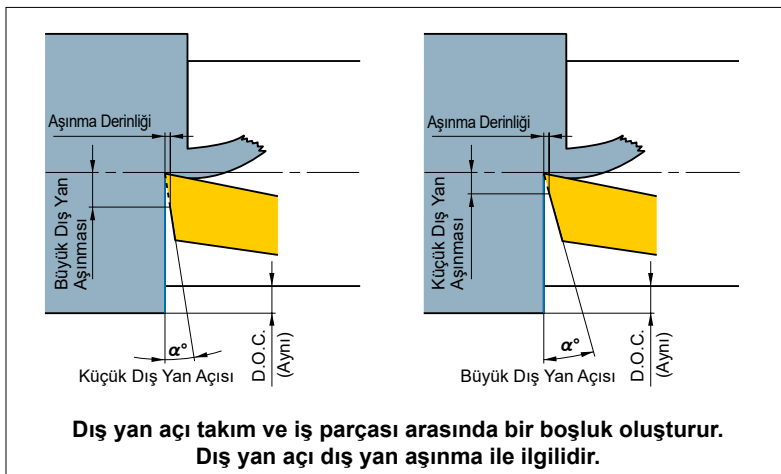 Aşınma Derinliği
Büyük Dış Yan
Aşınması
α°
Küçük Dış Yan Açısı
D.O.C.
(Aynı)
Aşınma Derinliği
Küçük Dış Yan
Aşınması
α°
Büyük Dış Yan Açısı
D.O.C.
(Aynı)
Dış yan açı takım ve iş parçası arasında bir boşluk oluşturur.
Dış yan açı dış yan aşınma ile ilgilidir.